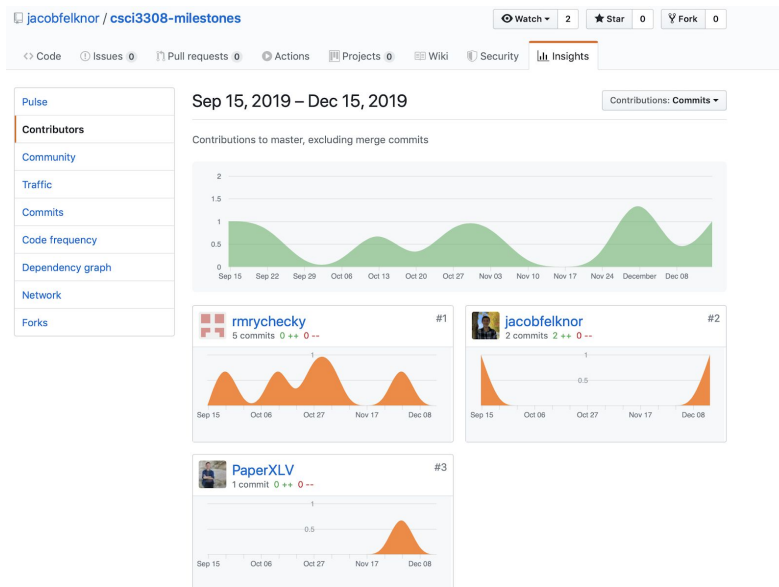 jacobfelknor / csci3308-milestones
Watch 2 Star 0 Fork 0
Code Issues 0 Pull requests 0 Actions Projects 0 Wiki Security Insights
Pulse
Contributors
Community
Traffic
Commits
Code frequency
Dependency graph
Network
Forks
Sep 15, 2019 – Dec 15, 2019
Contributions: Commits
Contributions to master, excluding merge commits
2
1.5
1
0.5
0
Sep 15 Sep 22 Sep 29 Oct 06 Oct 13 Oct 20 Oct 27 Nov 03 Nov 10 Nov 17 Nov 24 December Dec 08
rmrychecky #1
5 commits 0 ++ 0 --
1
Sep 15 Oct 06 Oct 27 Nov 17 Dec 08
jacobfelknor #2
2 commits 2 ++ 0 --
1
0.5
Sep 15 Oct 06 Oct 27 Nov 17 Dec 08
PaperXLV #3
1 commit 0 ++ 0 --
1
0.5
Sep 15 Oct 06 Oct 27 Nov 17 Dec 08